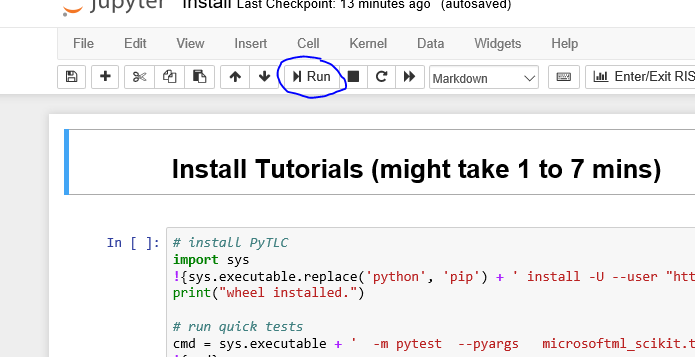 jupyter Install Last Checkpoint: 13 minutes ago (autosaved)
File Edit View Insert Cell Kernel Data Widgets Help
Run Markdown Enter/Exit RIS
Install Tutorials (might take 1 to 7 mins)
In [ ]: # install PyTLC
import sys
!{sys.executable.replace('python', 'pip') + ' install -U --user "htt
print("wheel installed.")
# run quick tests
cmd = sys.executable + ' -m pytest --pyargs microsoftml_scikit.t